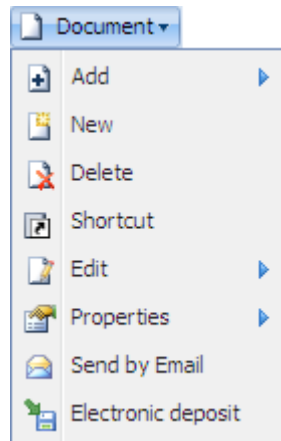 Document
Add
New
Delete
Shortcut
Edit
Properties
Send by Email
Electronic deposit